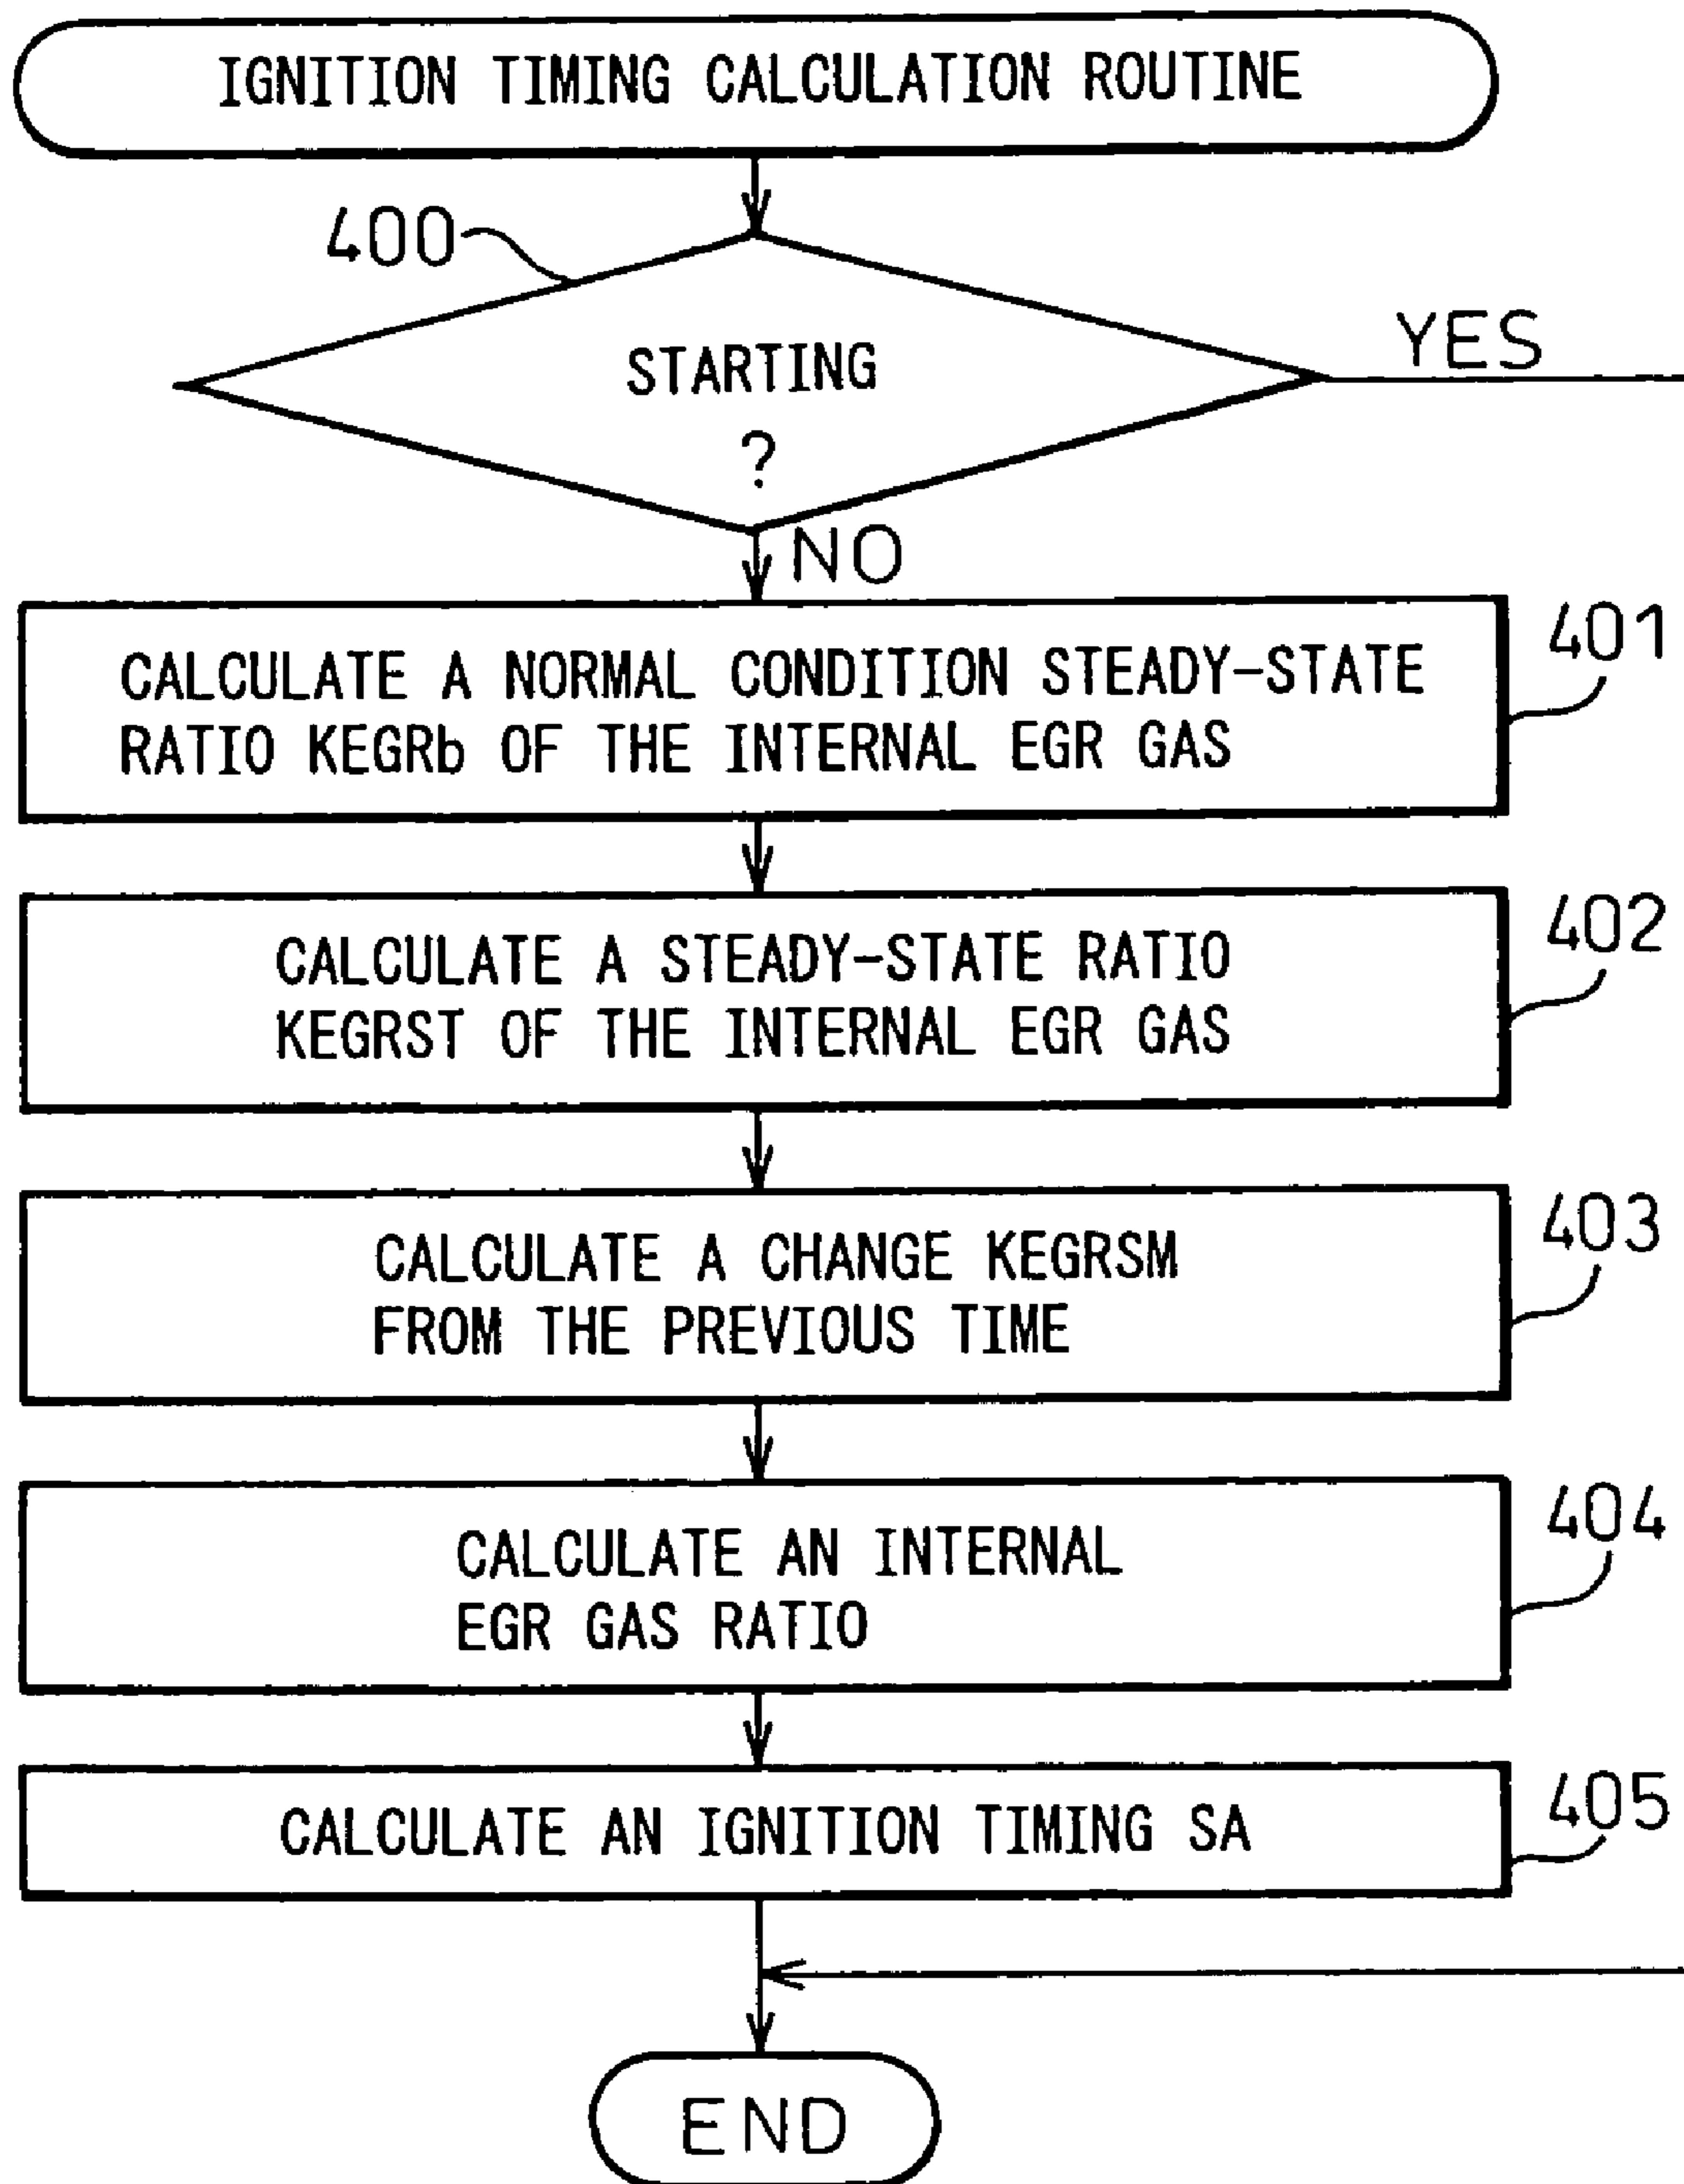 IGNITION TIMING CALCULATION ROUTINE
400
STARTING
?
YES
NO
CALCULATE A NORMAL CONDITION STEADY-STATE
RATIO KEGRb OF THE INTERNAL EGR GAS
401
CALCULATE A STEADY-STATE RATIO
KEGRST OF THE INTERNAL EGR GAS
402
CALCULATE A CHANGE KEGRSM
FROM THE PREVIOUS TIME
403
CALCULATE AN INTERNAL
EGR GAS RATIO
404
CALCULATE AN IGNITION TIMING SA
405
END